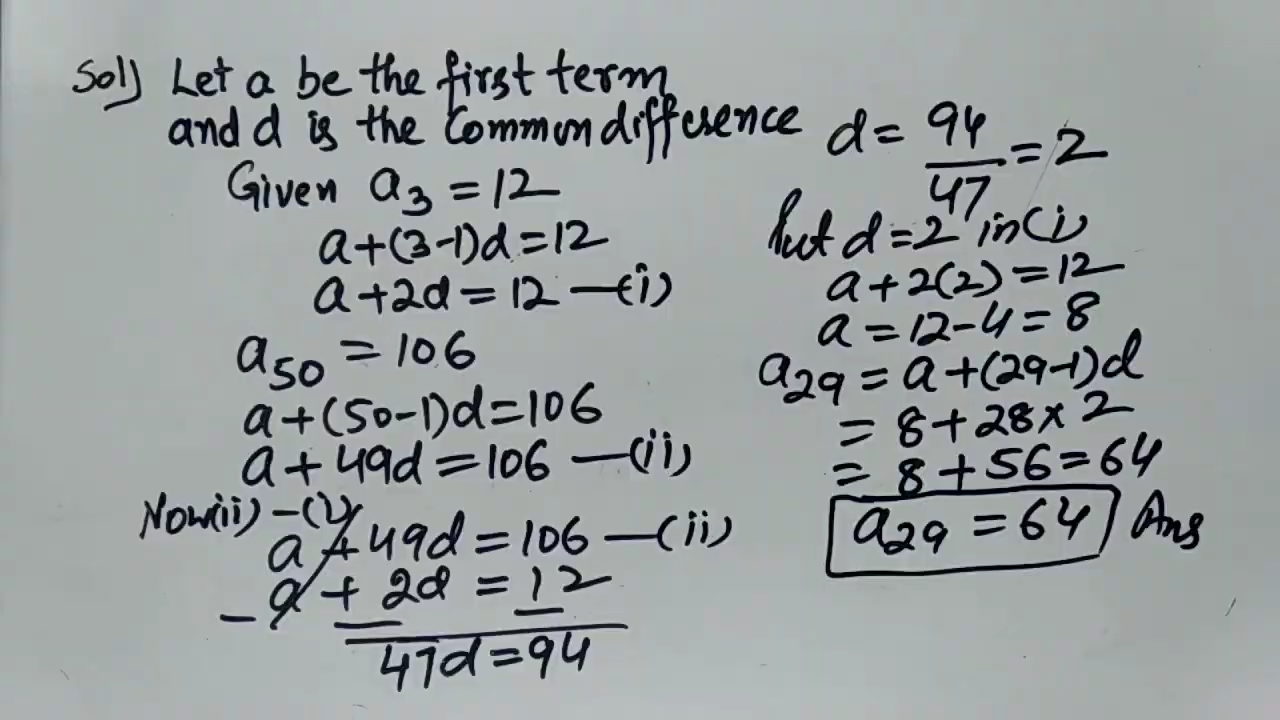 Sol) Let a be the first term
and d is the Common difference
Given a₃ = 12
a+(3-1)d=12
a+2d=12 —(i)
a₅₀ = 106
a+(50-1)d=106
a+49d=106 —(ii)
Now(ii) -(i)
a+49d=106 —(ii)
- a + 2d = 12
47d=94
d= 94/47 = 2
Put d=2 in(i)
a+2(2)=12
a=12-4=8
a₂₉ = a+(29-1)d
= 8+28×2
= 8+56=64
a₂₉ = 64 Ans